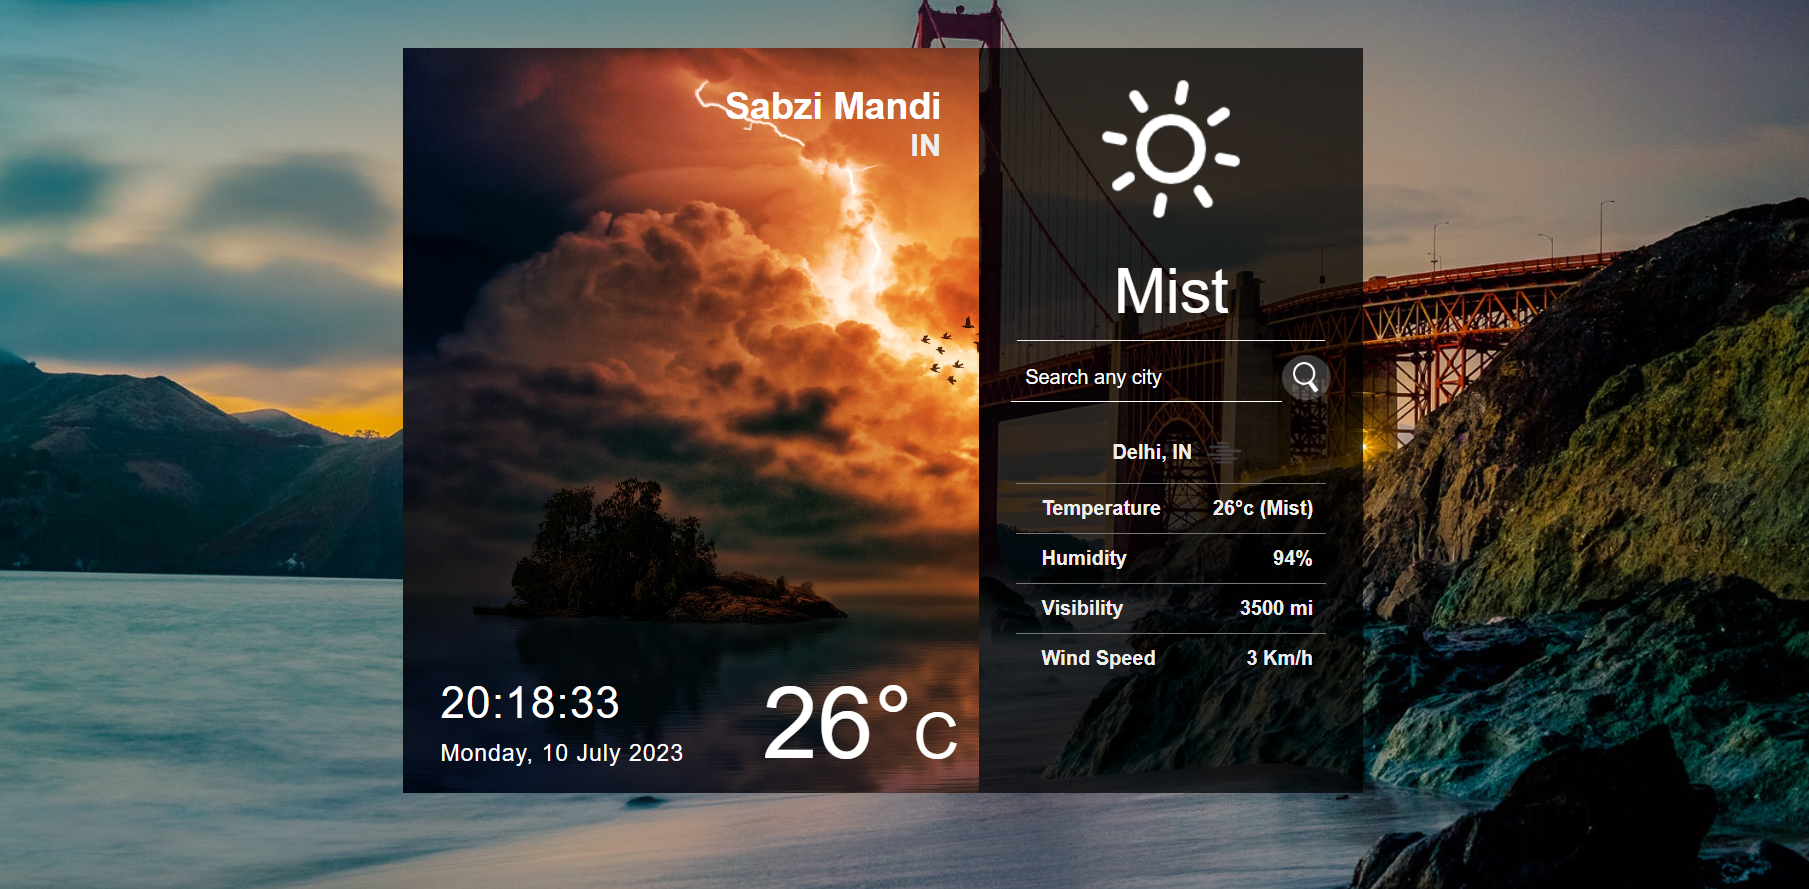 Sabzi Mandi
IN
20:18:33
Monday, 10 July 2023
26°C
Mist
Search any city
Delhi, IN
Temperature 26°c (Mist)
Humidity 94%
Visibility 3500 mi
Wind Speed 3 Km/h